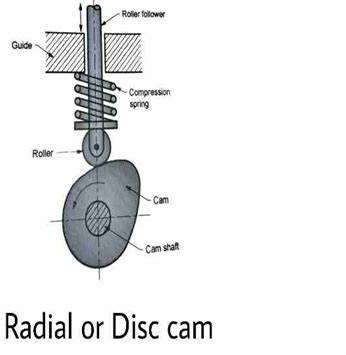 Roller follower
Guide
Compression
spring
Roller
Cam
Cam shaft
Radial or Disc cam